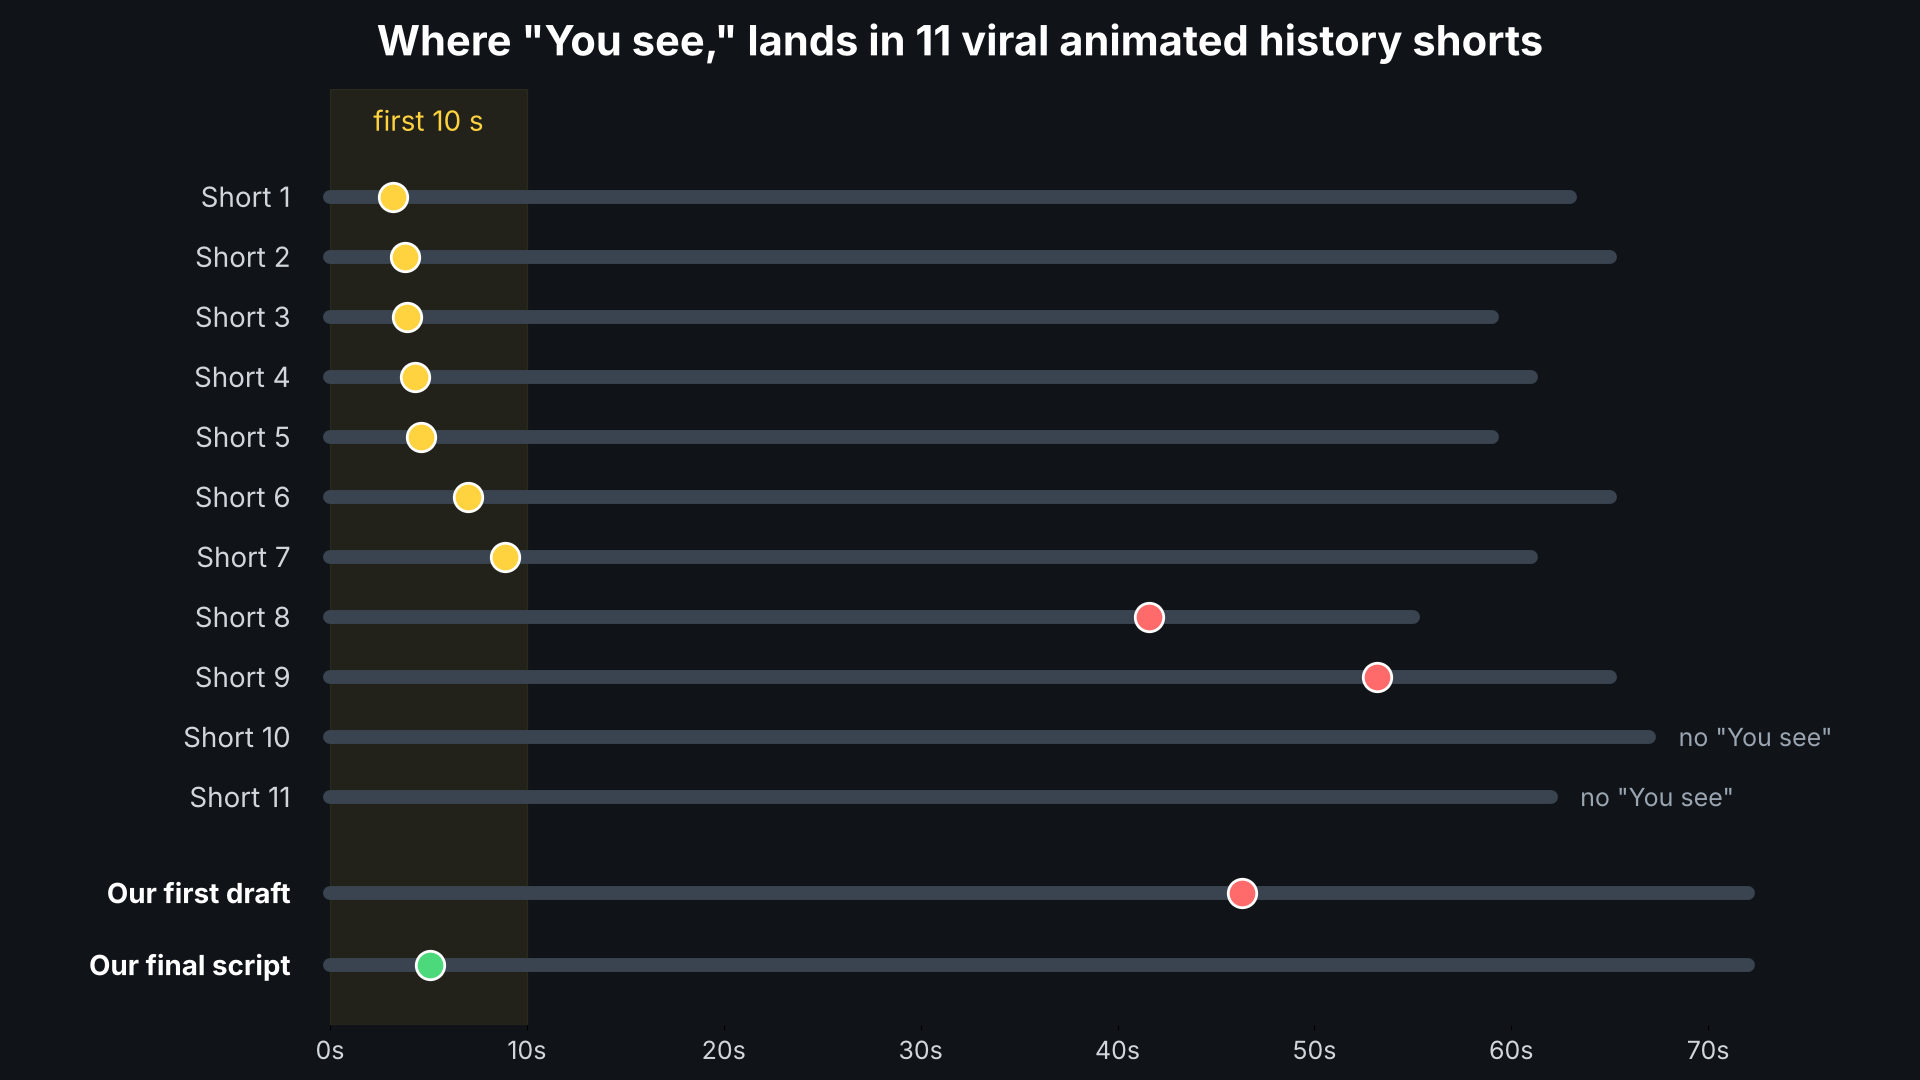 Where "You see," lands in 11 viral animated history shorts
first 10 s
Short 1
Short 2
Short 3
Short 4
Short 5
Short 6
Short 7
Short 8
Short 9
Short 10
no "You see"
Short 11
no "You see"
Our first draft
Our final script
0s
10s
20s
30s
40s
50s
60s
70s